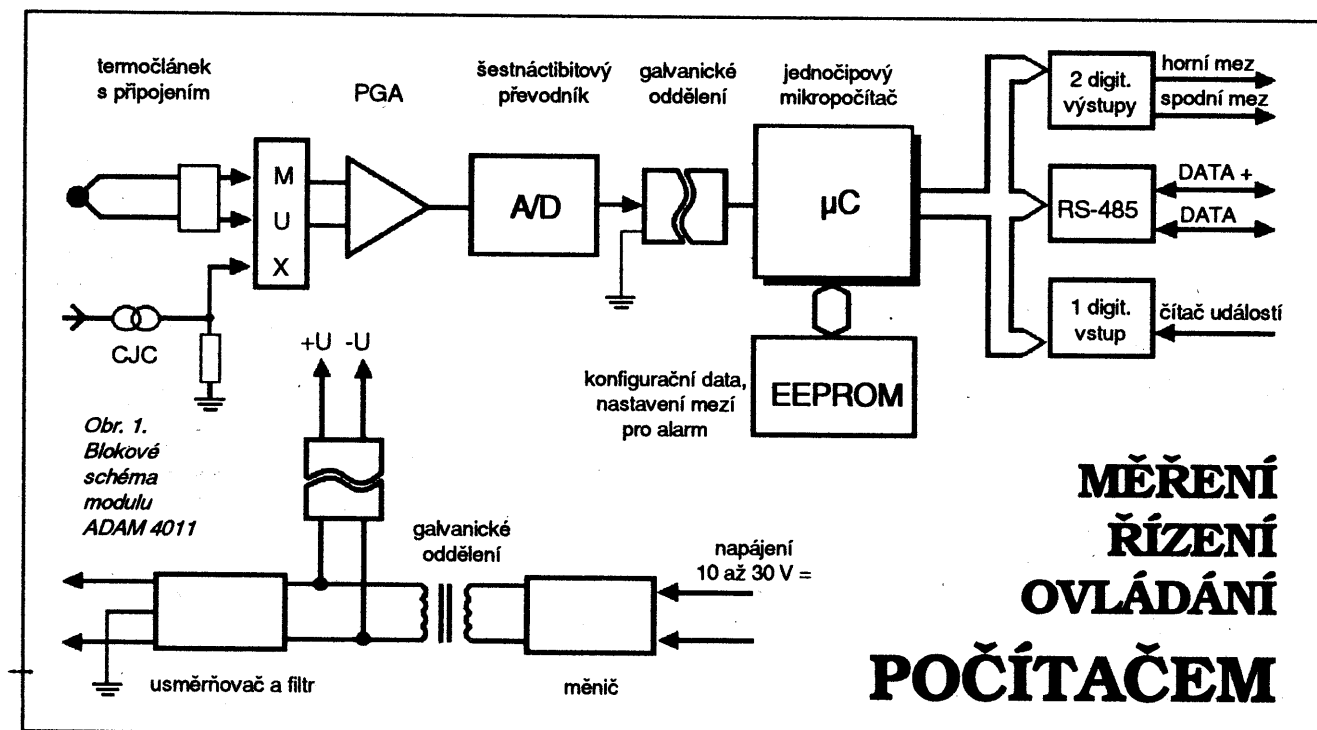 termočlánek
s připojením
PGA
šestnáctibitový
převodník
galvanické
oddělení
jednočipový
mikropočítač
2 digit.
výstupy
horní mez
spodní mez
M
U
X
A/D
µC
RS-485
DATA +
DATA
1 digit.
vstup
čítač událostí
CJC
+U
-U
konfigurační data,
nastavení mezí
pro alarm
EEPROM
Obr. 1.
Blokové
schéma
modulu
ADAM 4011
galvanické
oddělení
napájení
10 až 30 V =
usměrňovač a filtr
měnič
MĚŘENÍ
ŘÍZENÍ
OVLÁDÁNÍ
POČÍTAČEM